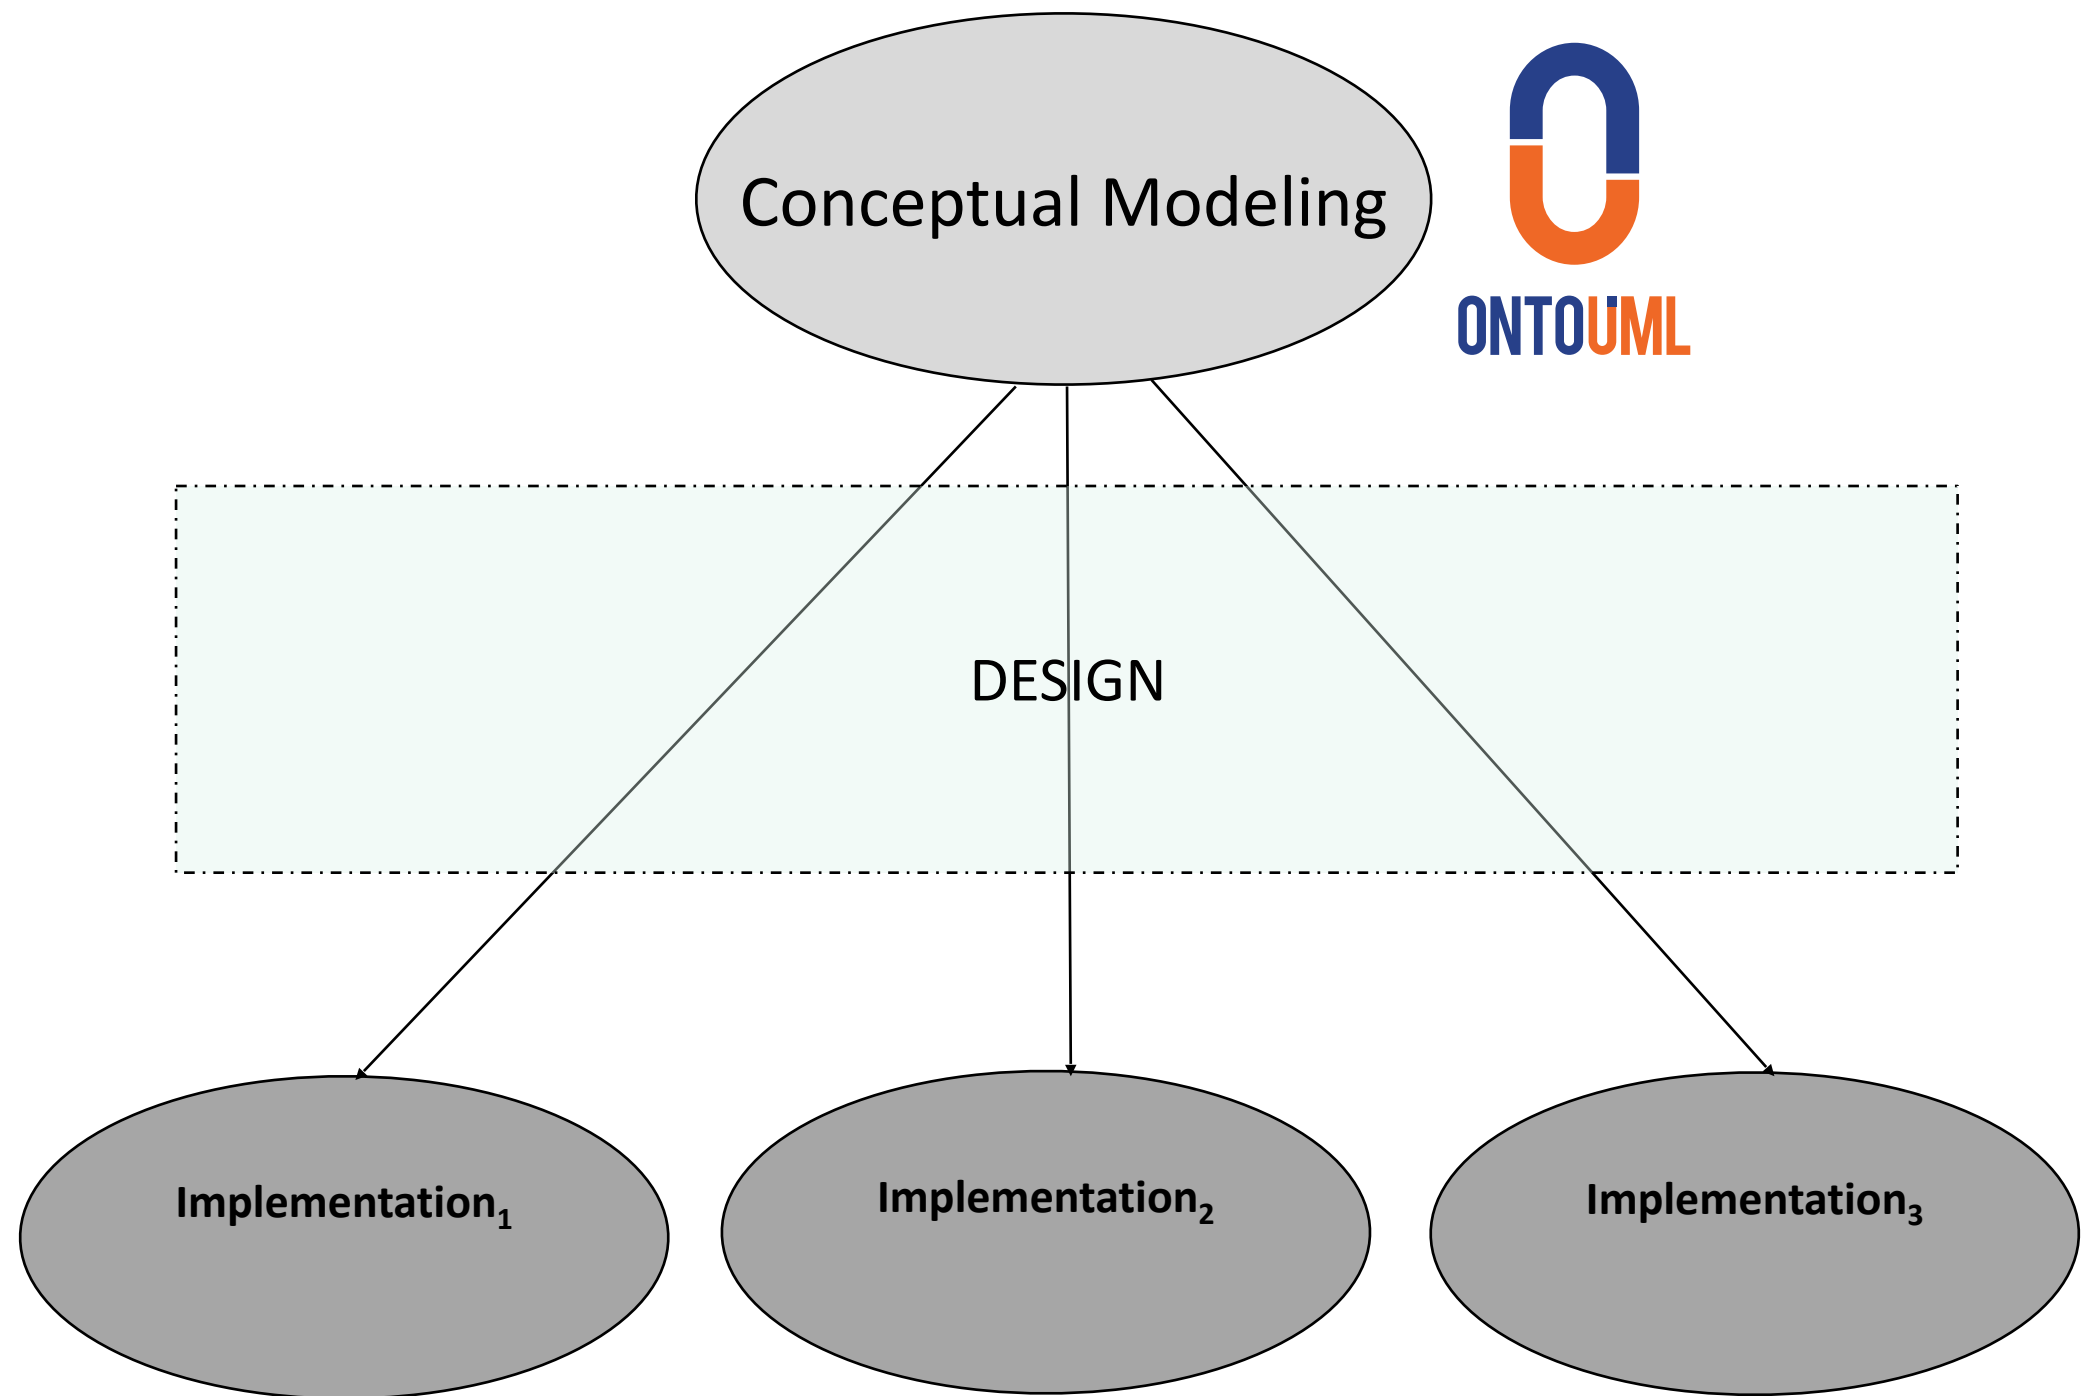 Conceptual Modeling
ONTOUML
DESIGN
Implementation₁
Implementation₂
Implementation₃